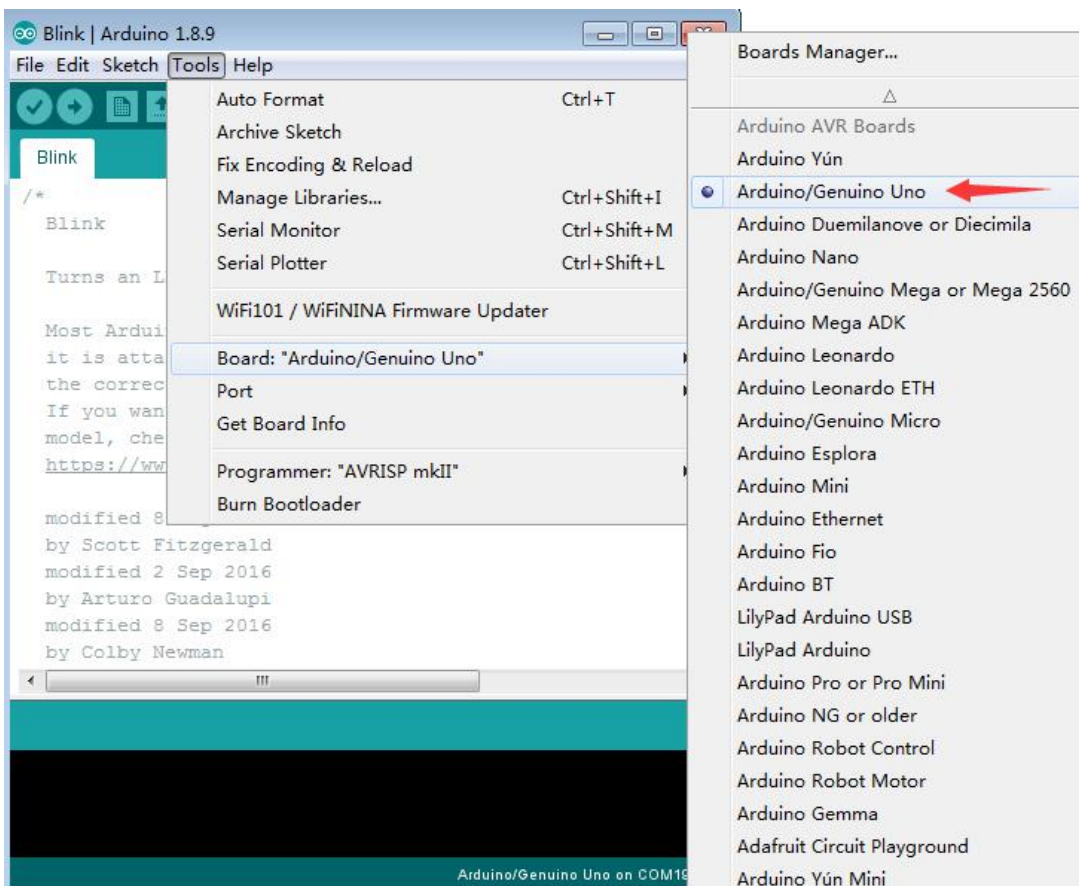 Blink | Arduino 1.8.9
File Edit Sketch Tools Help
Auto Format Ctrl+T
Archive Sketch
Fix Encoding & Reload
Manage Libraries... Ctrl+Shift+I
Serial Monitor Ctrl+Shift+M
Serial Plotter Ctrl+Shift+L
WiFi101 / WiFiNINA Firmware Updater
Board: "Arduino/Genuino Uno"
Port
Get Board Info
Programmer: "AVRISP mkII"
Burn Bootloader
Boards Manager...
Arduino AVR Boards
Arduino Yún
Arduino/Genuino Uno
Arduino Duemilanove or Diecimila
Arduino Nano
Arduino/Genuino Mega or Mega 2560
Arduino Mega ADK
Arduino Leonardo
Arduino Leonardo ETH
Arduino/Genuino Micro
Arduino Esplora
Arduino Mini
Arduino Ethernet
Arduino Fio
Arduino BT
LilyPad Arduino USB
LilyPad Arduino
Arduino Pro or Pro Mini
Arduino NG or older
Arduino Robot Control
Arduino Robot Motor
Arduino Gemma
Adafruit Circuit Playground
Arduino Yún Mini
Blink
/*
Blink
Turns an L
Most Ardui
it is atta
the correc
If you wan
model, che
https://ww
modified 8
by Scott Fitzgerald
modified 2 Sep 2016
by Arturo Guadalupi
modified 8 Sep 2016
by Colby Newman
Arduino/Genuino Uno on COM19